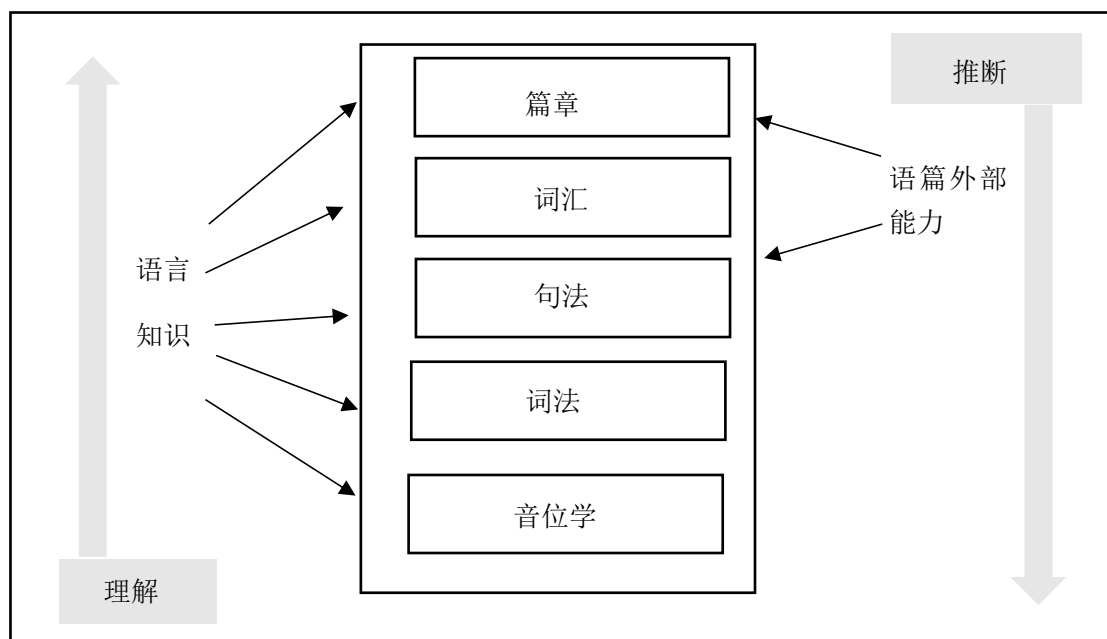 推断
篇章
语篇外部
能力
词汇
语言
知识
句法
词法
音位学
理解